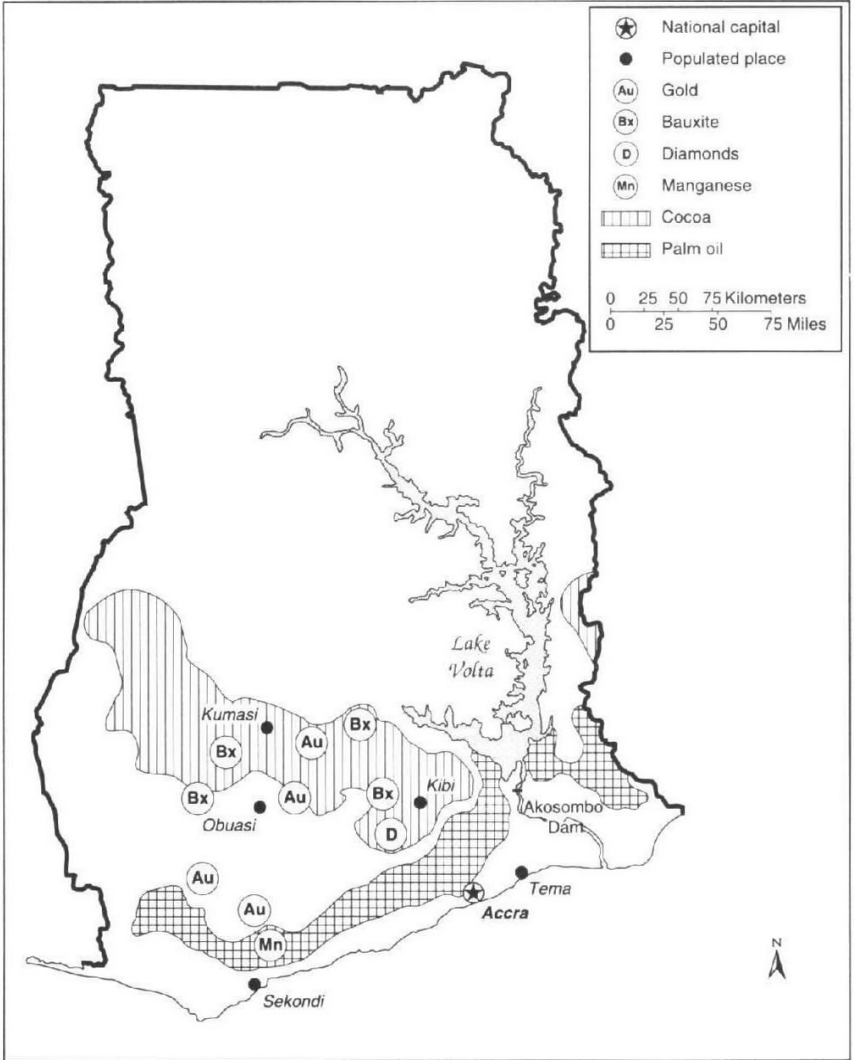 National capital
Populated place
Au Gold
Bx Bauxite
D Diamonds
Mn Manganese
Cocoa
Palm oil
0 25 50 75 Kilometers
0 25 50 75 Miles
Lake
Volta
Kumasi
Bx
Au
Bx
Bx
Au
Bx
Kibi
Obuasi
D
Akosombo
Dam
Au
Au
Mn
Tema
Accra
Sekondi
N